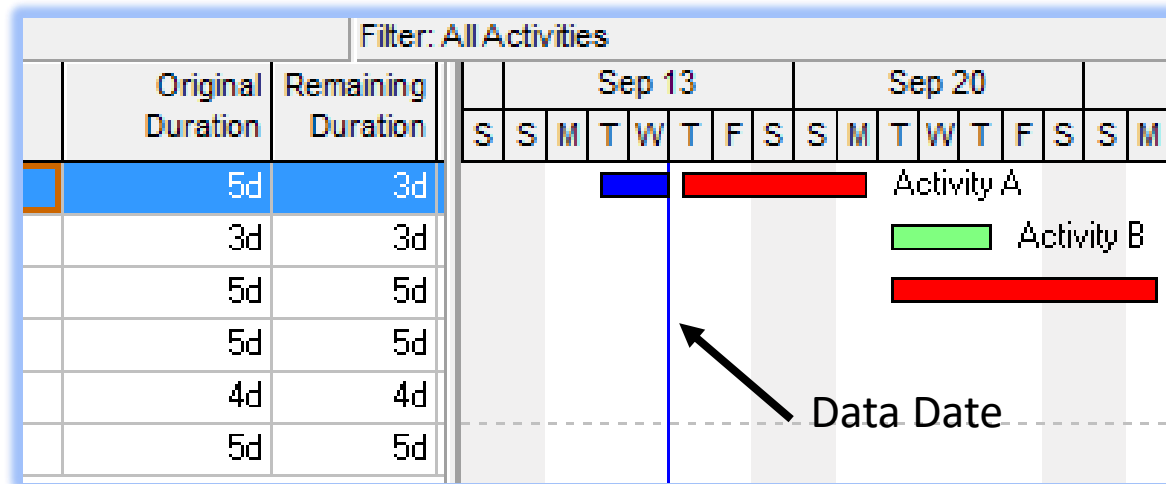 Filter: All Activities
Original Duration Remaining Duration Sep 13 Sep 20
S S M T W T F S S M T W T F S S M
5d 3d Activity A
3d 3d Activity B
5d 5d
5d 5d
4d 4d
Data Date
5d 5d